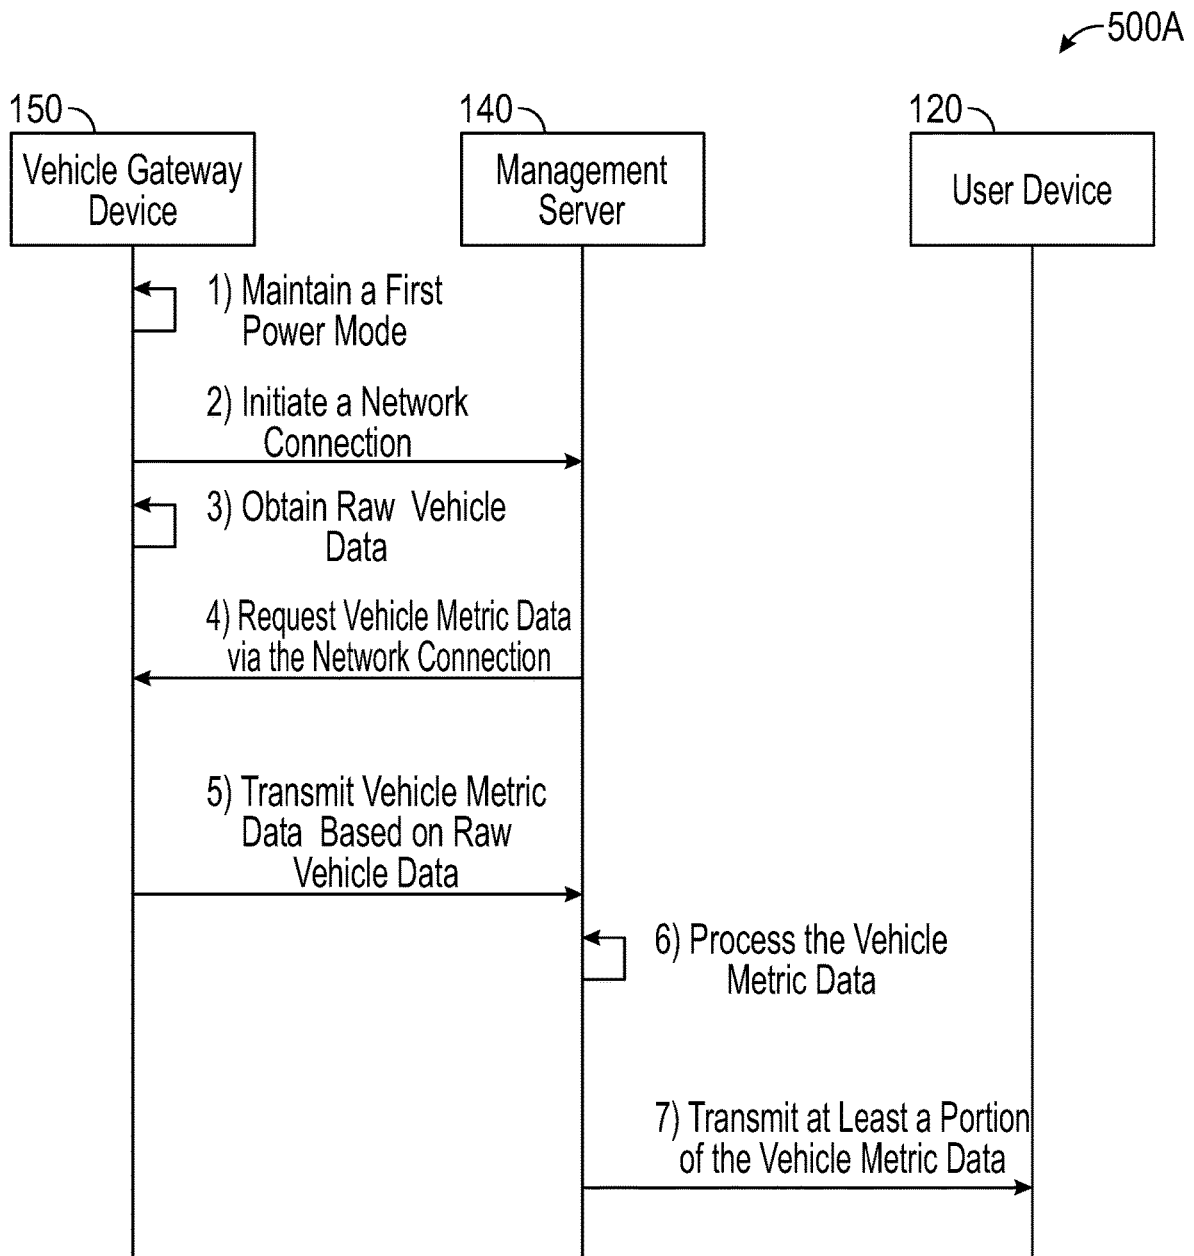 500A
150
140
120
Vehicle Gateway
Device
Management
Server
User Device
1) Maintain a First
Power Mode
2) Initiate a Network
Connection
3) Obtain Raw Vehicle
Data
4) Request Vehicle Metric Data
via the Network Connection
5) Transmit Vehicle Metric
Data Based on Raw
Vehicle Data
6) Process the Vehicle
Metric Data
7) Transmit at Least a Portion
of the Vehicle Metric Data